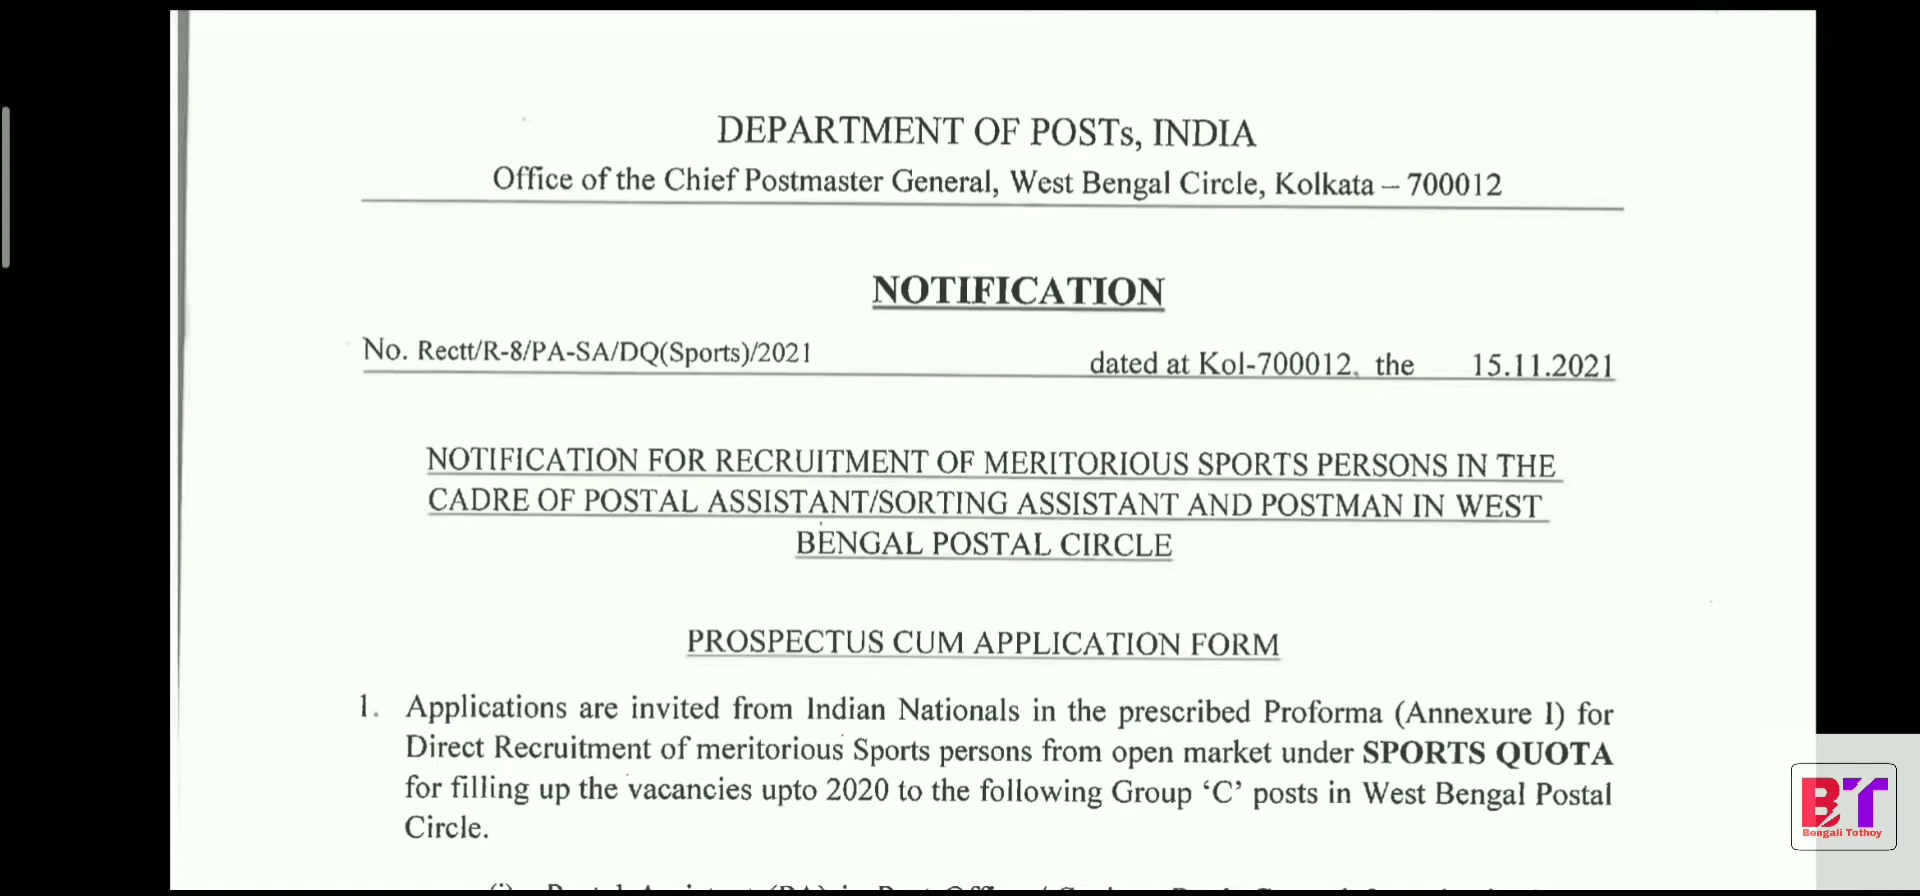 DEPARTMENT OF POSTs, INDIA
Office of the Chief Postmaster General, West Bengal Circle, Kolkata – 700012
NOTIFICATION
No. Rectt/R-8/PA-SA/DQ(Sports)/2021 dated at Kol-700012, the 15.11.2021
NOTIFICATION FOR RECRUITMENT OF MERITORIOUS SPORTS PERSONS IN THE
CADRE OF POSTAL ASSISTANT/SORTING ASSISTANT AND POSTMAN IN WEST
BENGAL POSTAL CIRCLE
PROSPECTUS CUM APPLICATION FORM
1. Applications are invited from Indian Nationals in the prescribed Proforma (Annexure I) for
Direct Recruitment of meritorious Sports persons from open market under SPORTS QUOTA
for filling up the vacancies upto 2020 to the following Group ‘C’ posts in West Bengal Postal
Circle.
BT
Bengali Tothoy